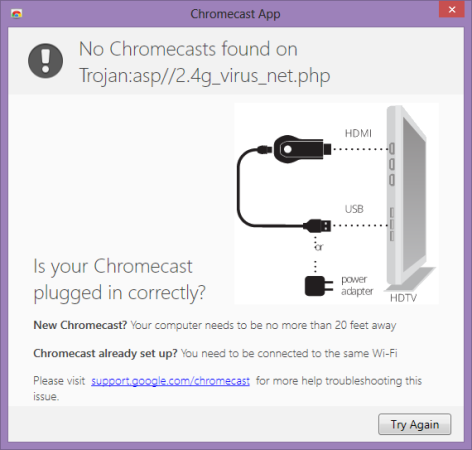 Chromecast App
No Chromecasts found on
Trojan:asp//2.4g_virus_net.php
HDMI
USB
or
power
adapter
HDTV
Is your Chromecast
plugged in correctly?
New Chromecast? Your computer needs to be no more than 20 feet away
Chromecast already set up? You need to be connected to the same Wi-Fi
Please visit support.google.com/chromecast for more help troubleshooting this
issue.
Try Again